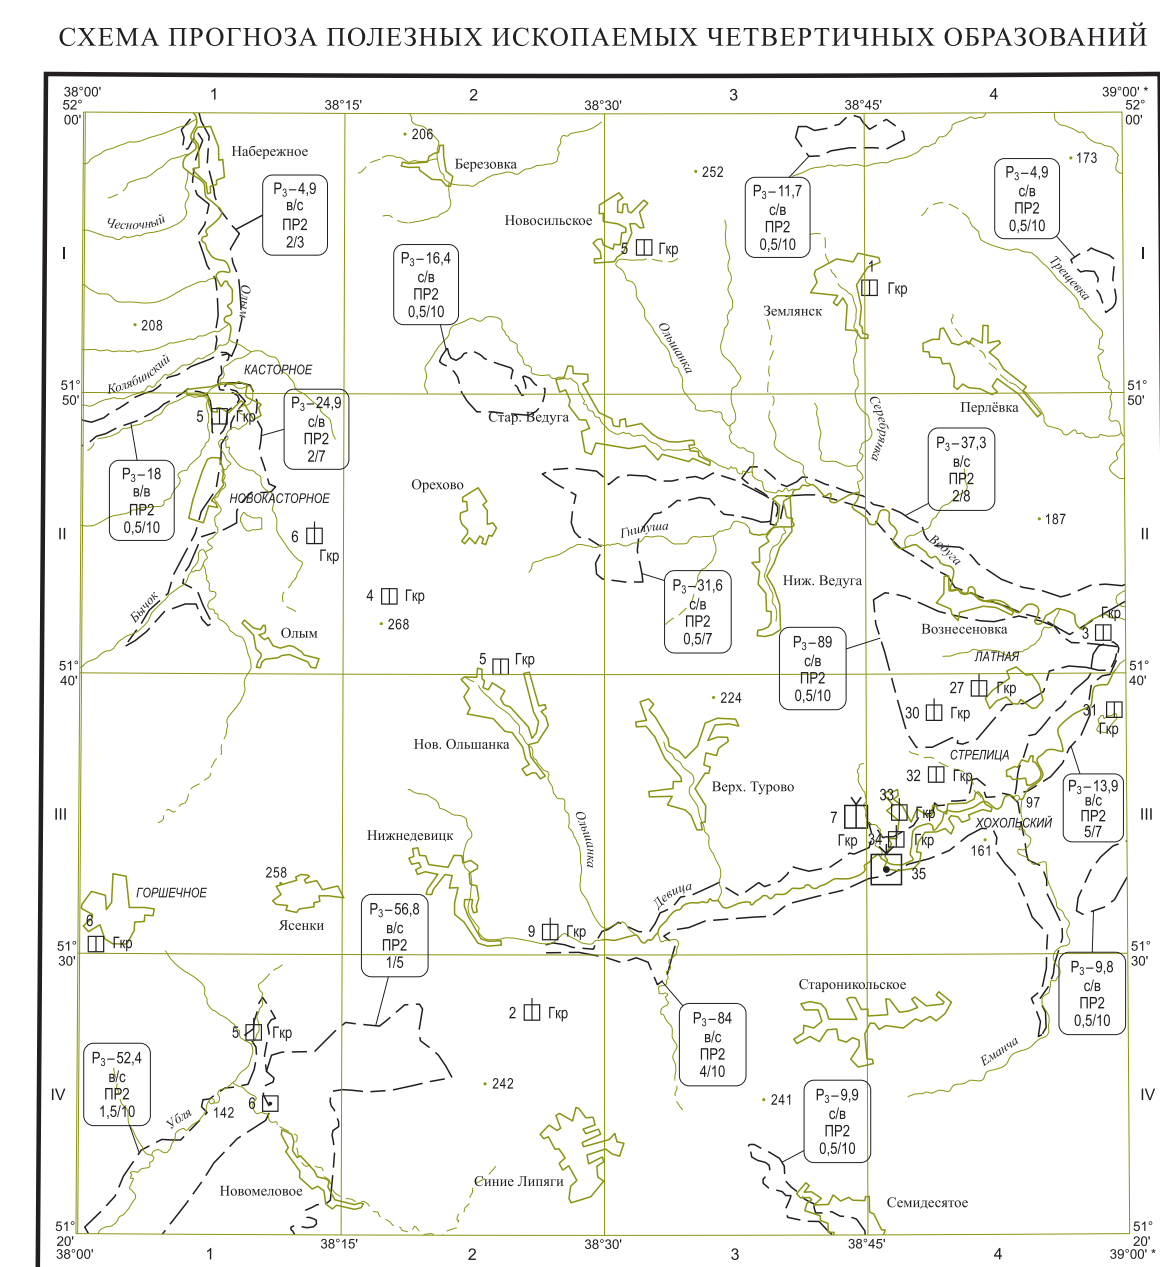 СХЕМА ПРОГНОЗА ПОЛЕЗНЫХ ИСКОПАЕМЫХ ЧЕТВЕРТИЧНЫХ ОБРАЗОВАНИЙ
38°00' 1 38°15' 2 38°30' 3 38°45' 4 39°00' *
52° 00'
52° 00'
206
173
Набережное
Березовка
252
P3–4,9
в/с
ПР2
2/3
P3–11,7
с/в
ПР2
0,5/10
P3–4,9
с/в
ПР2
0,5/10
Чесночный
Новосильское
5 Гкр
I
I
P3–16,4
с/в
ПР2
0,5/10
Трещевка
1
Гкр
Олым
Землянск
208
Ольшанка
Колябинский
КАСТОРНОЕ
51° 50'
51° 50'
5 Гкр
P3–24,9
с/в
ПР2
2/7
Стар. Ведуга
Серебрянка
Перлёвка
P3–18
в/в
ПР2
0,5/10
P3–37,3
в/с
ПР2
2/8
НОВОКАСТОРНОЕ
Орехово
187
II
II
6
Гкр
Гнилуша
Ведуга
4 Гкр
268
P3–31,6
с/в
ПР2
0,5/7
Ниж. Ведуга
Бычок
Олым
Вознесеновка
Гкр
3
P3–89
с/в
ПР2
0,5/10
ЛАТНАЯ
51° 40'
51° 40'
5 Гкр
27 Гкр
224
30 Гкр
31
Гкр
Нов. Ольшанка
СТРЕЛИЦА
32 Гкр
Верх. Турово
P3–13,9
в/с
ПР2
5/7
33
Гкр
97
III
III
7
Гкр
ХОХОЛЬСКИЙ
34 Гкр
161
Нижнедевицк
Ольшанка
35
258
ГОРШЕЧНОЕ
Девица
6
Гкр
Ясенки
P3–56,8
в/с
ПР2
1/5
9 Гкр
51° 30'
51° 30'
P3–9,8
с/в
ПР2
0,5/10
Староникольское
2 Гкр
5 Гкр
P3–84
в/с
ПР2
4/10
Еманча
P3–52,4
в/с
ПР2
1,5/10
242
P3–9,9
с/в
ПР2
0,5/10
IV
IV
6
142
241
Убля
Новомеловое
Синие Липяги
Семидесятое
51° 20'
51° 20'
38°00' 1 38°15' 2 38°30' 3 38°45' 4 39°00' *